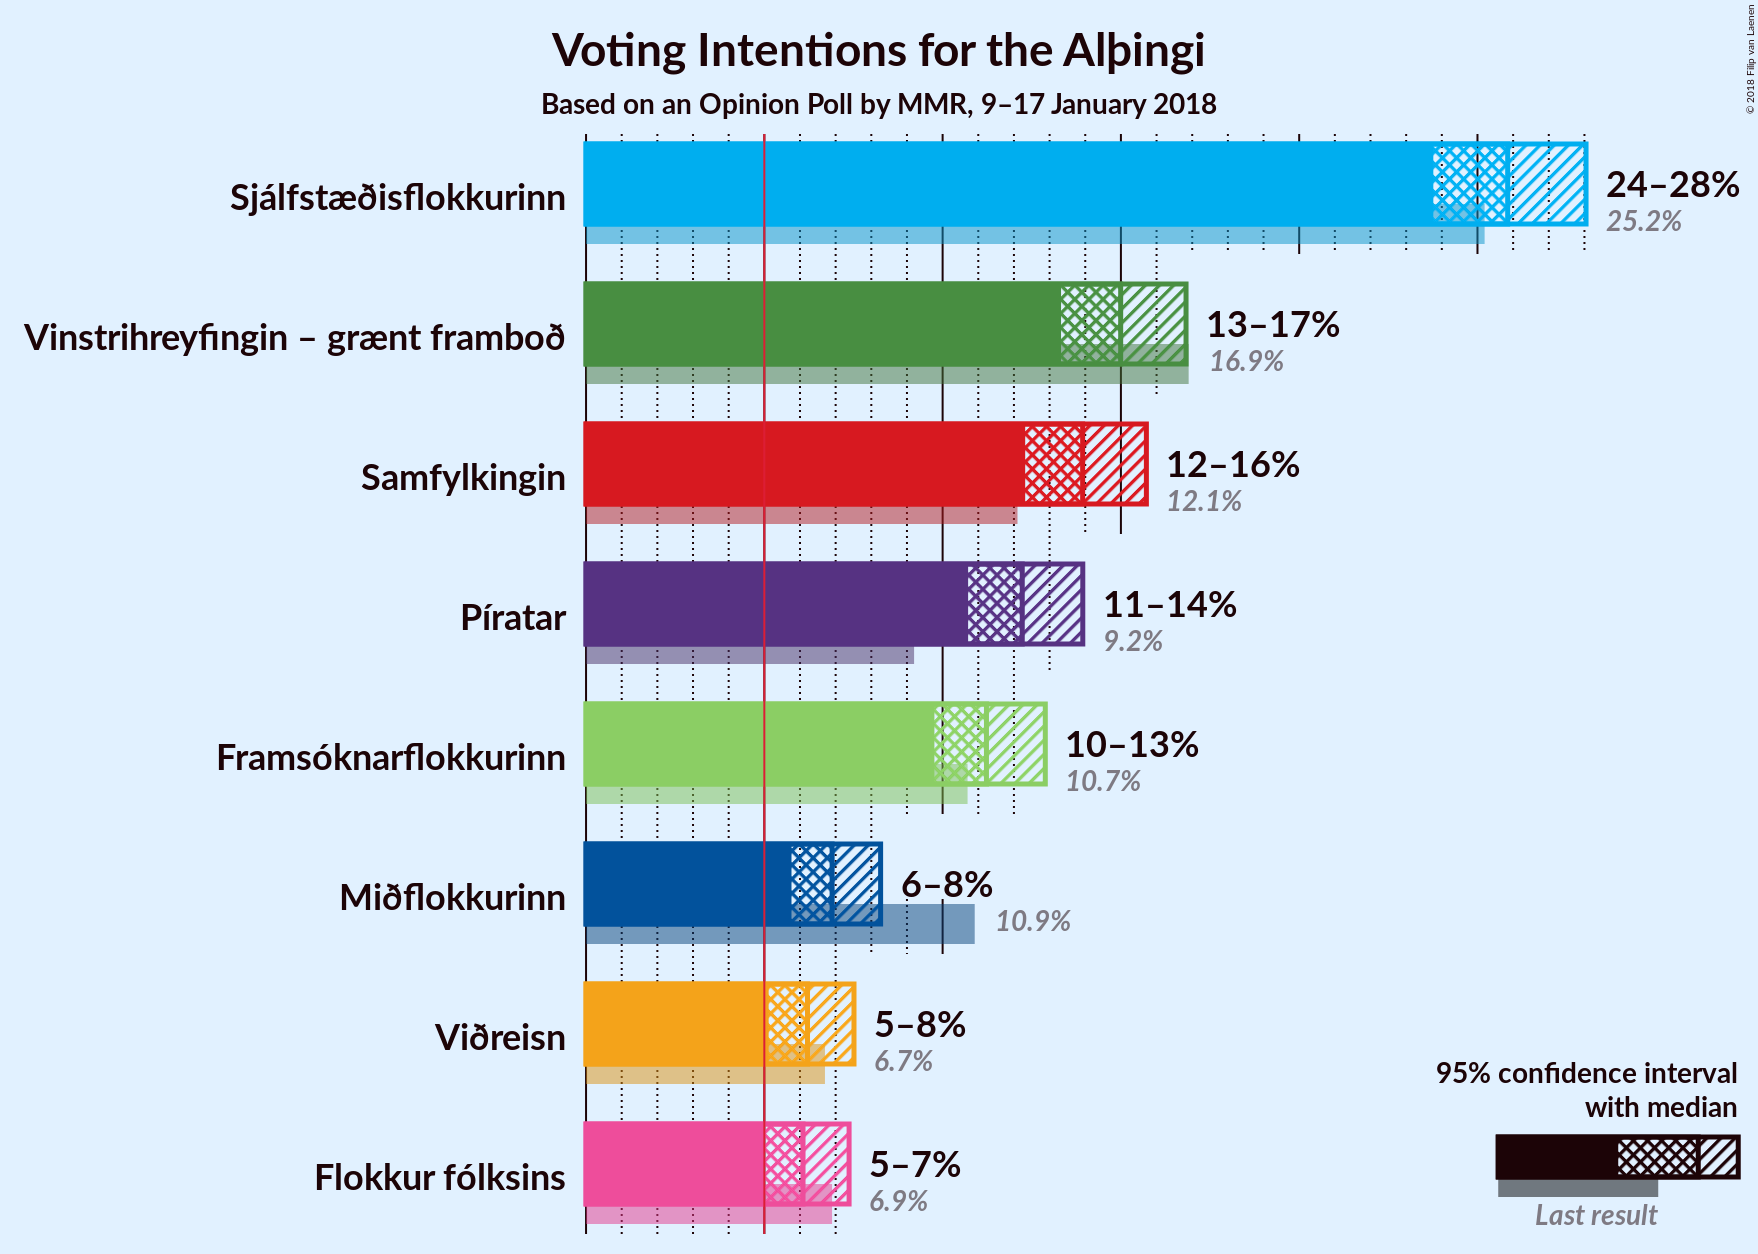 Voting Intentions for the Alþingi
Based on an Opinion Poll by MMR, 9–17 January 2018
© 2018 Filip van Laenen
Sjálfstæðisflokkurinn
24–28%
25.2%
Vinstrihreyfingin – grænt framboð
13–17%
16.9%
Samfylkingin
12–16%
12.1%
Píratar
11–14%
9.2%
Framsóknarflokkurinn
10–13%
10.7%
Miðflokkurinn
6–8%
10.9%
Viðreisn
5–8%
6.7%
Flokkur fólksins
5–7%
6.9%
95% confidence interval
with median
Last result